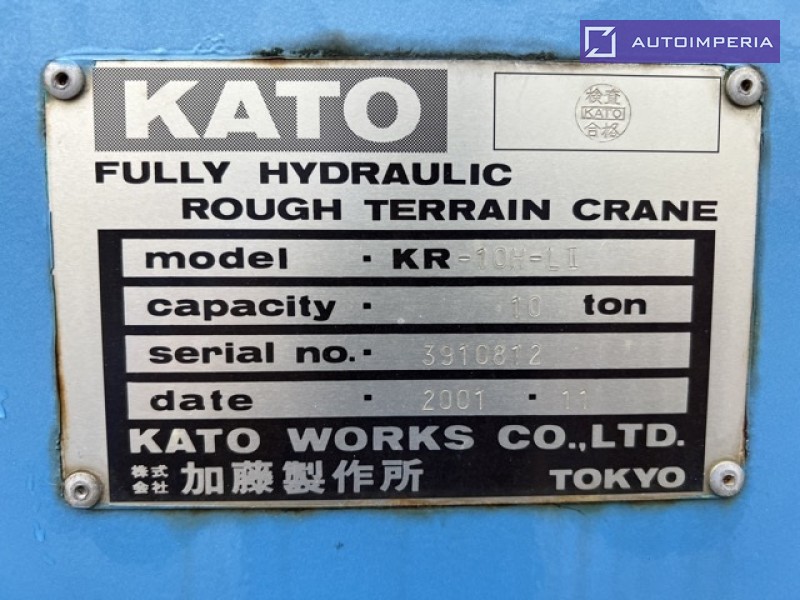 AUTOIMPERIA
KATO
検査
KATO
合格
FULLY HYDRAULIC
ROUGH TERRAIN CRANE
model · KR-10H-LI
capacity · 10 ton
serial no. · 3910812
date · 2001 · 11
KATO WORKS CO.,LTD.
株式会社 加藤製作所 TOKYO